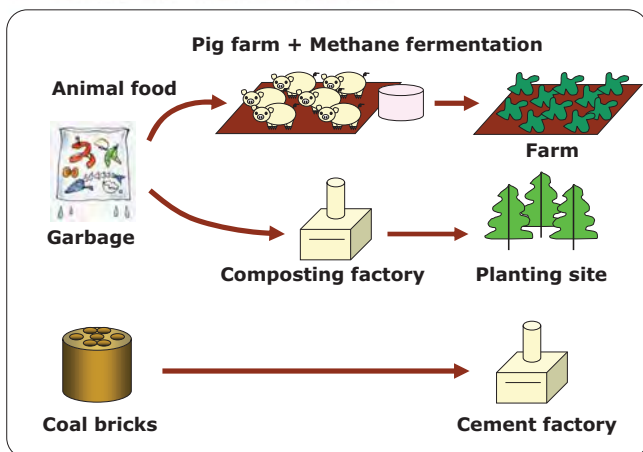 Pig farm + Methane fermentation
Animal food
Farm
Garbage
Composting factory
Planting site
Coal bricks
Cement factory